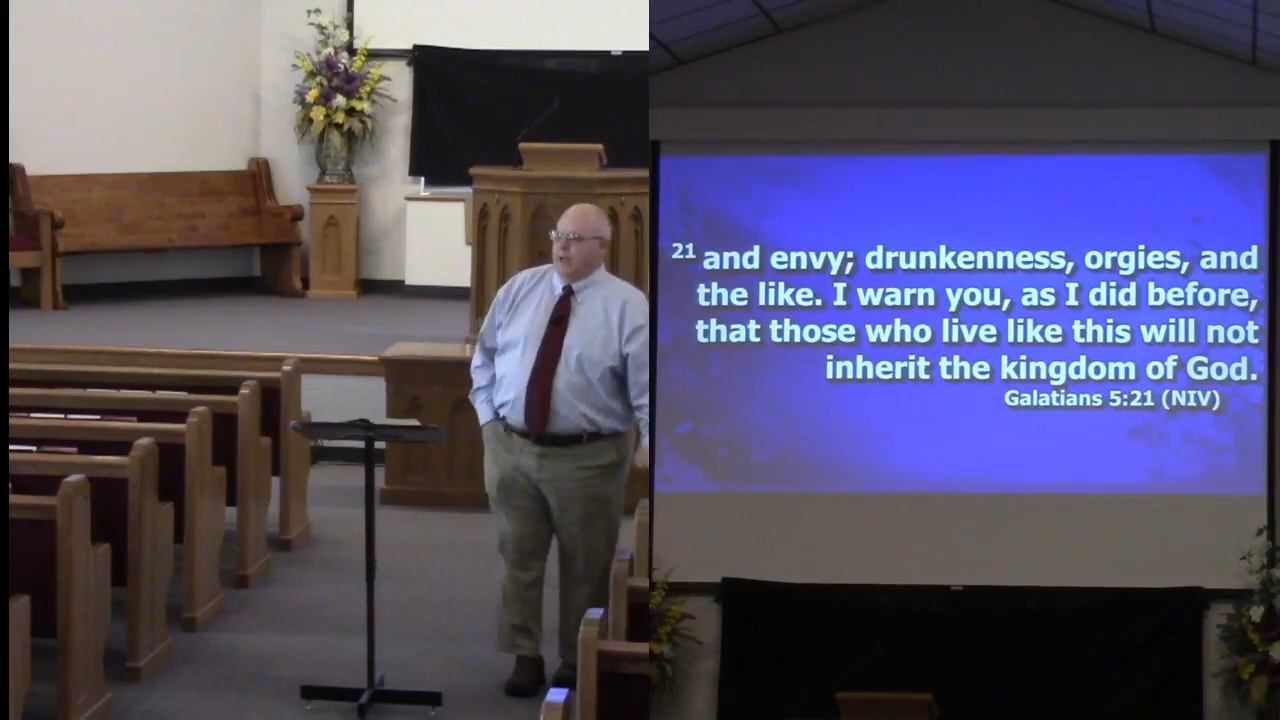 21 and envy; drunkenness, orgies, and
the like. I warn you, as I did before,
that those who live like this will not
inherit the kingdom of God.
Galatians 5:21 (NIV)